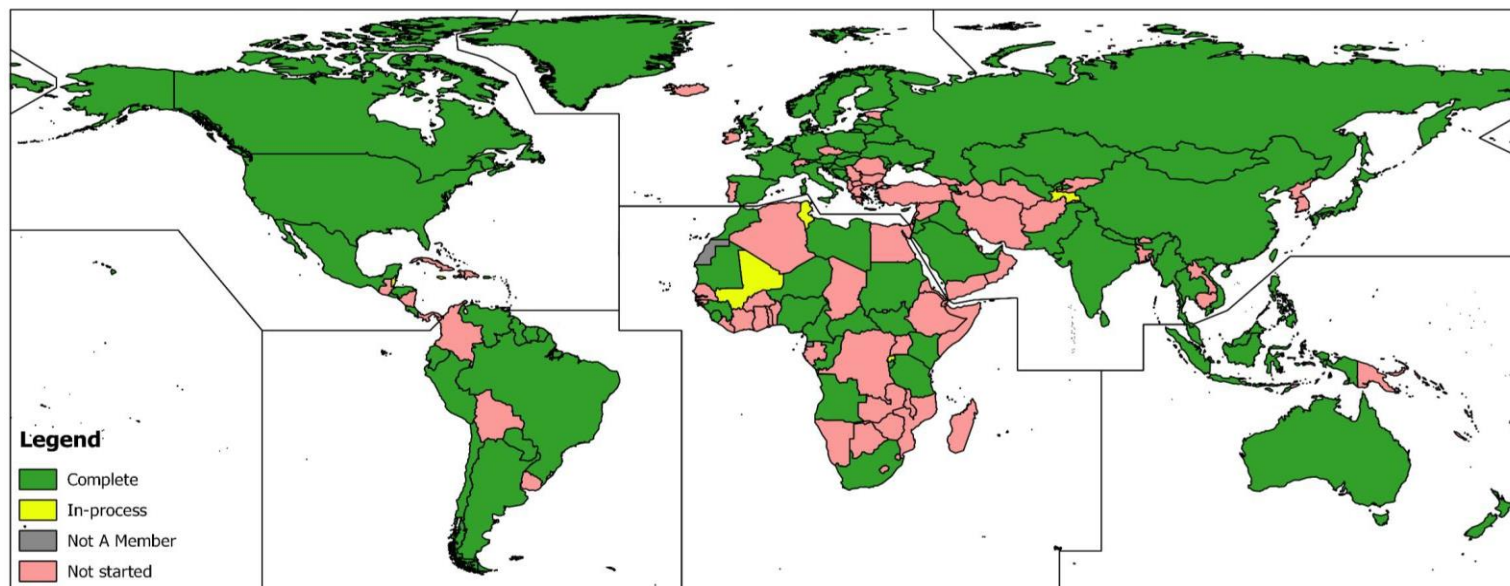 Legend
Complete
In-process
Not A Member
Not started